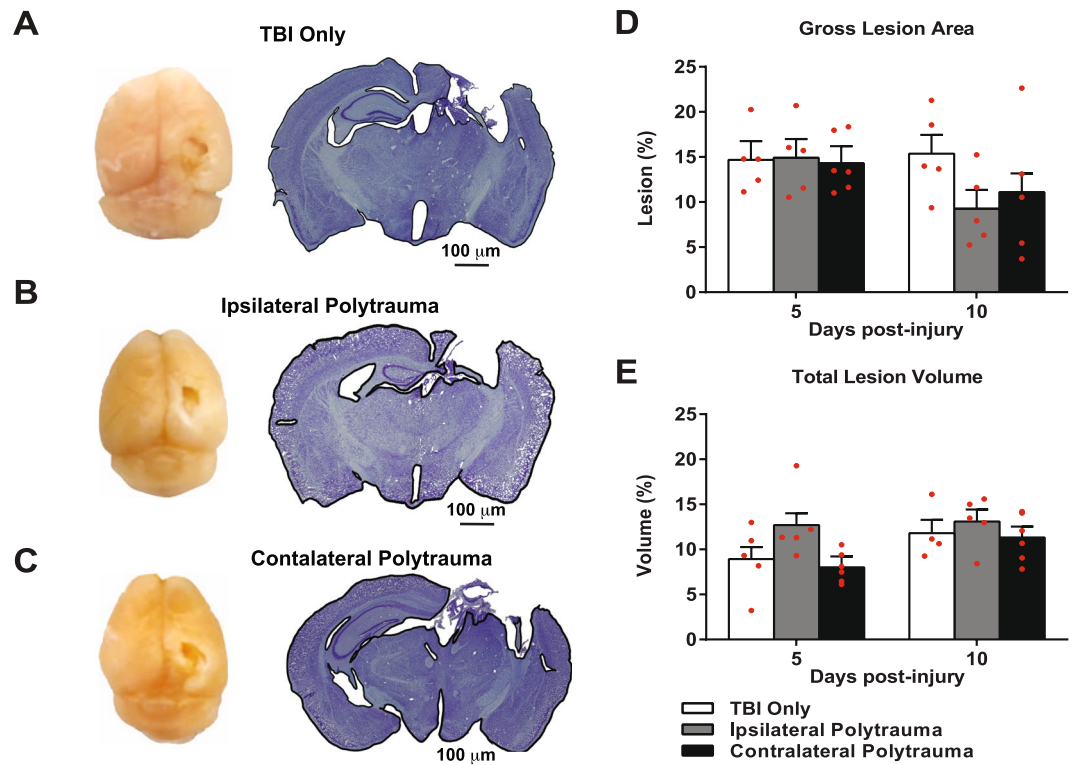 A
TBI Only
100 μm
B
Ipsilateral Polytrauma
100 μm
C
Contalateral Polytrauma
100 μm
D
Gross Lesion Area
Lesion (%)
25
20
15
10
5
0
5
10
Days post-injury
E
Total Lesion Volume
Volume (%)
25
20
15
10
5
0
5
10
Days post-injury
TBI Only
Ipsilateral Polytrauma
Contralateral Polytrauma